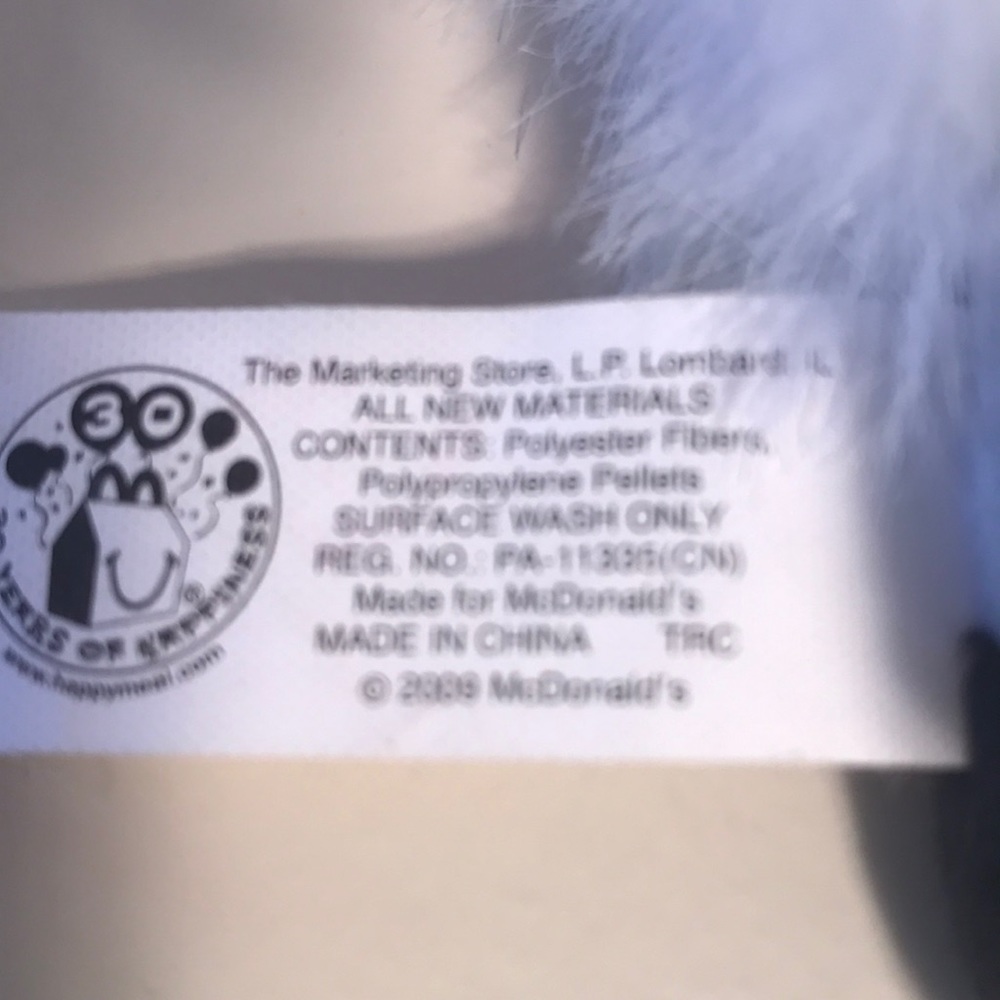 The Marketing Store, L.P. Lombard, IL
ALL NEW MATERIALS
CONTENTS: Polyester Fibers,
Polypropylene Pellets
SURFACE WASH ONLY
REG. NO.: PA-11335(CN)
Made for McDonald's
MADE IN CHINA TRC
© 2009 McDonald's
30
YEARS OF HAPPINESS
®
www.happymeal.com